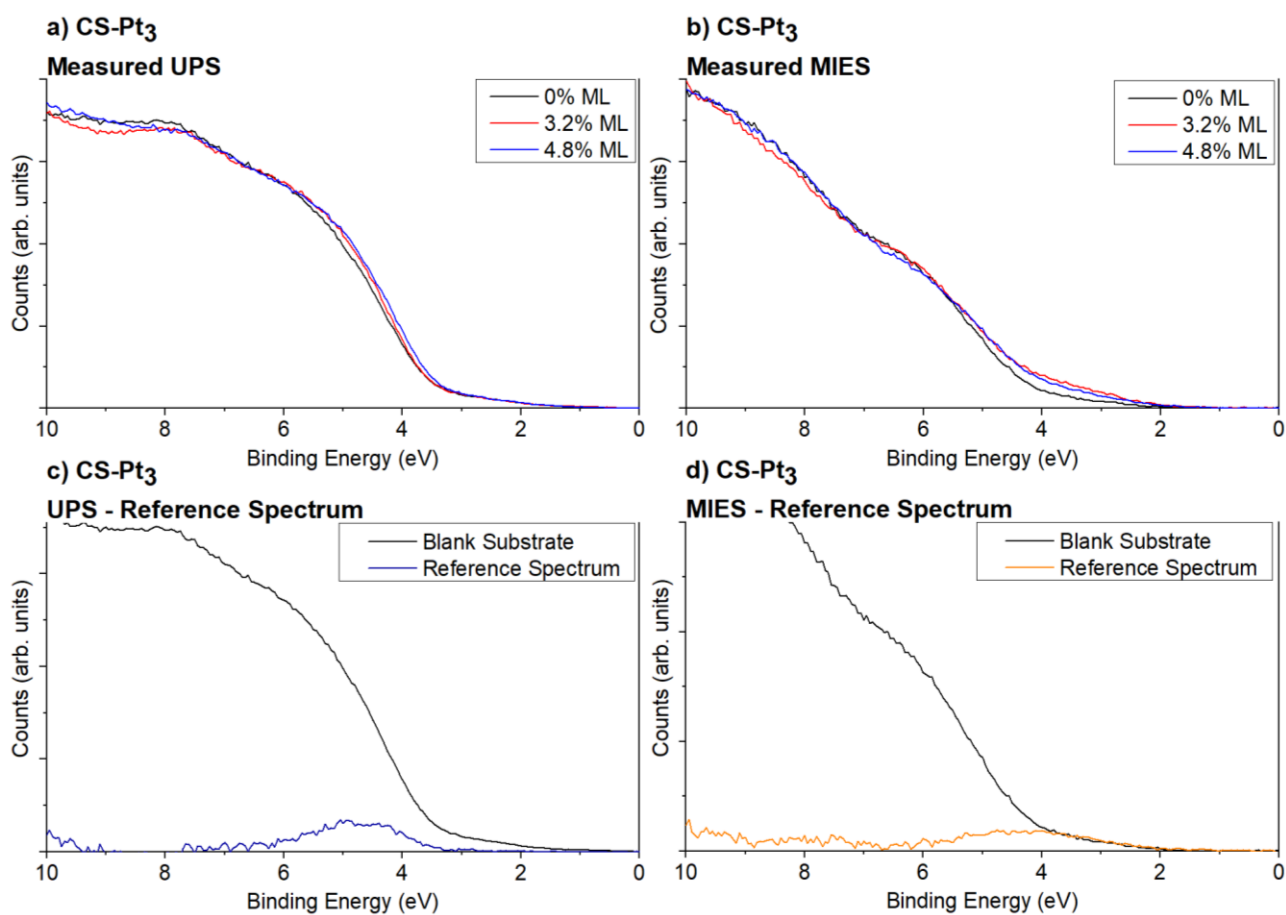 a) CS-Pt3
Measured UPS
0% ML
3.2% ML
4.8% ML
Counts (arb. units)
10 8 6 4 2 0
Binding Energy (eV)
b) CS-Pt3
Measured MIES
0% ML
3.2% ML
4.8% ML
Counts (arb. units)
10 8 6 4 2 0
Binding Energy (eV)
c) CS-Pt3
UPS - Reference Spectrum
Blank Substrate
Reference Spectrum
Counts (arb. units)
10 8 6 4 2 0
Binding Energy (eV)
d) CS-Pt3
MIES - Reference Spectrum
Blank Substrate
Reference Spectrum
Counts (arb. units)
10 8 6 4 2 0
Binding Energy (eV)